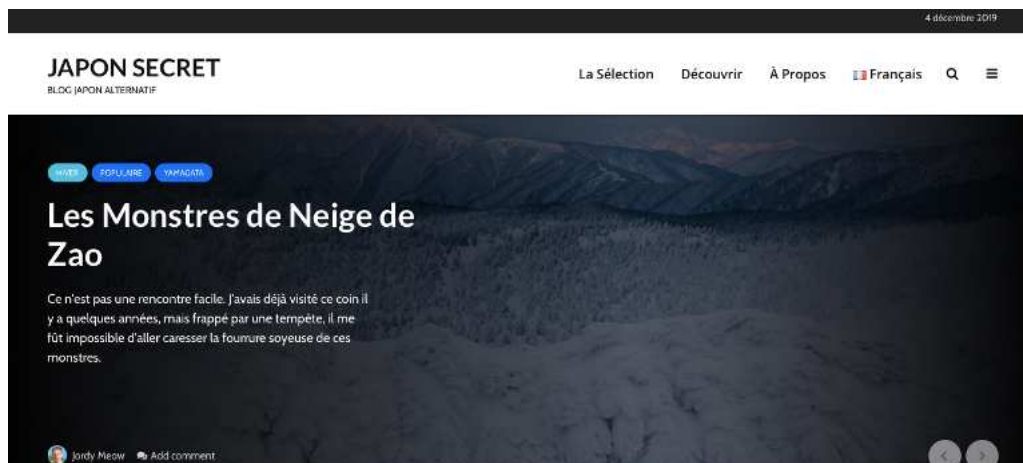 4 décembre 2019
JAPON SECRET
BLOG JAPON ALTERNATIF
La Sélection Découvrir À Propos Français
HIVER POPULAIRE YAMAGATA
Les Monstres de Neige de
Zao
Ce n'est pas une rencontre facile. J'avais déjà visité ce coin il
y a quelques années, mais frappé par une tempête, il me
fût impossible d'aller caresser la fourrure soyeuse de ces
monstres.
Jordy Meow Add comment